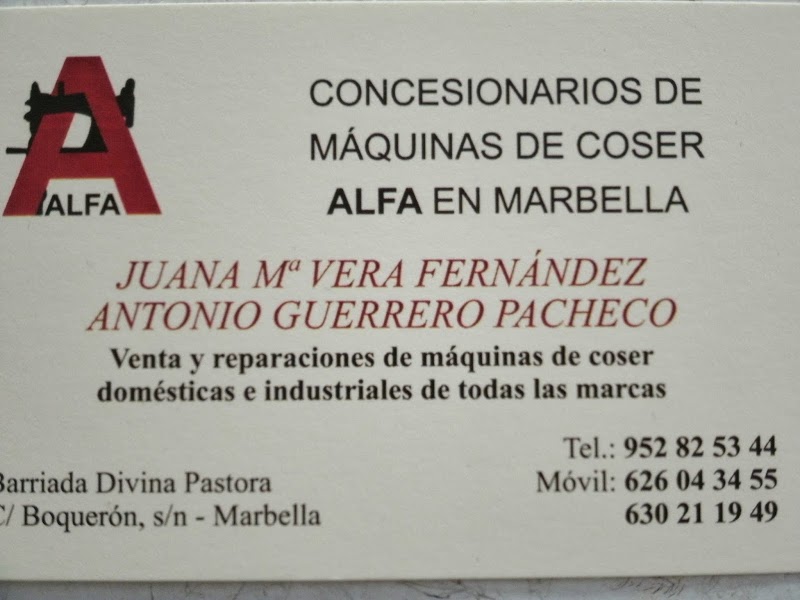 ALFA
CONCESIONARIOS DE
MÁQUINAS DE COSER
ALFA EN MARBELLA
JUANA Mª VERA FERNÁNDEZ
ANTONIO GUERRERO PACHECO
Venta y reparaciones de máquinas de coser
domésticas e industriales de todas las marcas
Barriada Divina Pastora
C/ Boquerón, s/n - Marbella
Tel.: 952 82 53 44
Móvil: 626 04 34 55
630 21 19 49